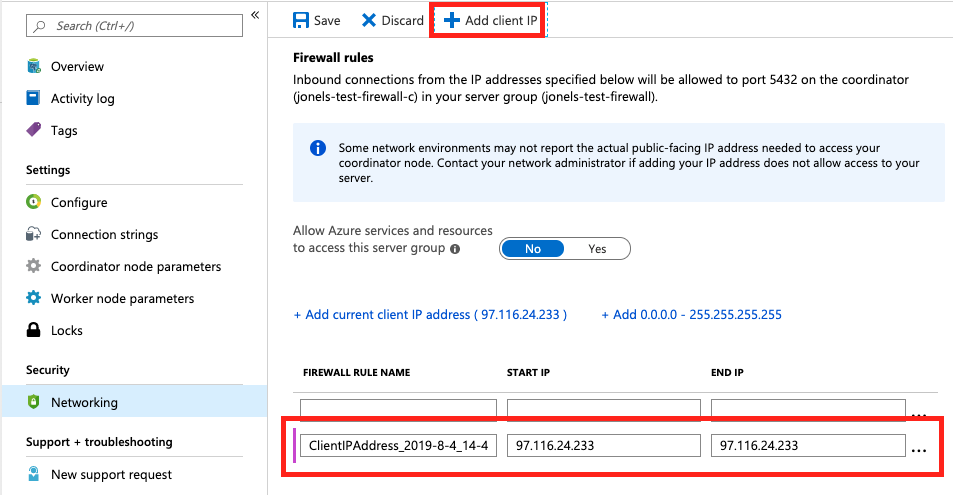 Search (Ctrl+/)
«
Overview
Activity log
Tags
Settings
Configure
Connection strings
Coordinator node parameters
Worker node parameters
Locks
Security
Networking
Support + troubleshooting
New support request
Save
Discard
Add client IP
Firewall rules
Inbound connections from the IP addresses specified below will be allowed to port 5432 on the coordinator
(jonels-test-firewall-c) in your server group (jonels-test-firewall).
Some network environments may not report the actual public-facing IP address needed to access your
coordinator node. Contact your network administrator if adding your IP address does not allow access to your
server.
Allow Azure services and resources
to access this server group
No
Yes
+ Add current client IP address ( 97.116.24.233 )
+ Add 0.0.0.0 - 255.255.255.255
FIREWALL RULE NAME
START IP
END IP
...
ClientIPAddress_2019-8-4_14-4
97.116.24.233
97.116.24.233
...